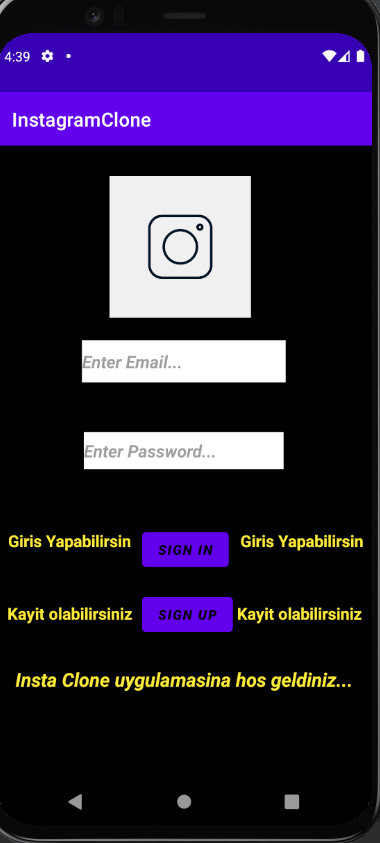 4:39
InstagramClone
Enter Email...
Enter Password...
Giris Yapabilirsin SIGN IN Giris Yapabilirsin
Kayit olabilirsiniz SIGN UP Kayit olabilirsiniz
Insta Clone uygulamasina hos geldiniz...